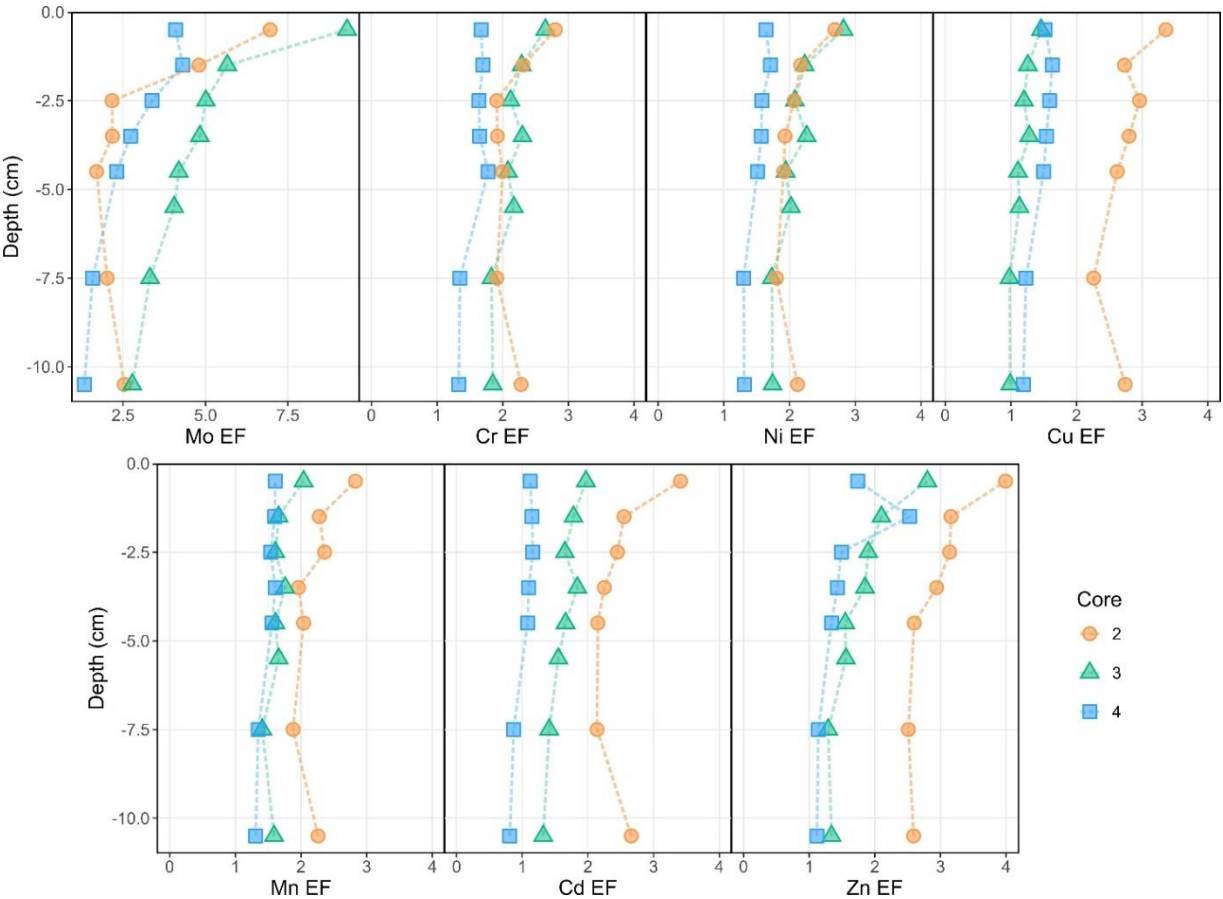 0.0
-2.5
-5.0
-7.5
-10.0
Depth (cm)
2.5 5.0 7.5
0 1 2 3 4
0 1 2 3 4
0 1 2 3 4
Mo EF
Cr EF
Ni EF
Cu EF
0.0
-2.5
-5.0
-7.5
-10.0
Depth (cm)
0 1 2 3 4
0 1 2 3 4
0 1 2 3 4
Mn EF
Cd EF
Zn EF
Core
2
3
4